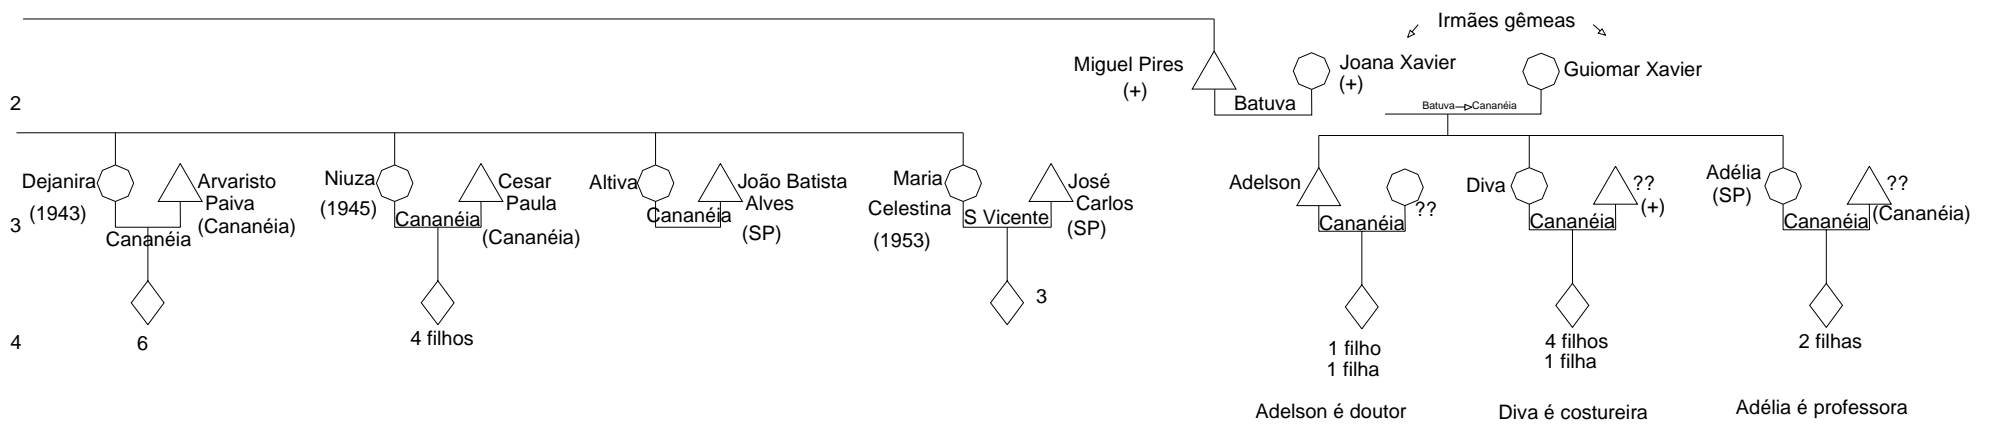 Irmães gêmeas
Miguel Pires
(+)
Joana Xavier
(+)
Guiomar Xavier
2
Batuva
Batuva
Cananéia
Dejanira
(1943)
Arvaristo
Paiva
(Cananéia)
Cananéia
Niuza
(1945)
Cesar
Paula
(Cananéia)
Cananéia
Altiva
João Batista
Alves
(SP)
Cananéia
Maria
Celestina
(1953)
José
Carlos
(SP)
S Vicente
Adelson
??
Cananéia
Diva
??
(+)
Cananéia
Adélia
(SP)
??
(Cananéia)
Cananéia
3
3
4
6
4 filhos
1 filho
1 filha
4 filhos
1 filha
2 filhas
Adelson é doutor
Diva é costureira
Adélia é professora